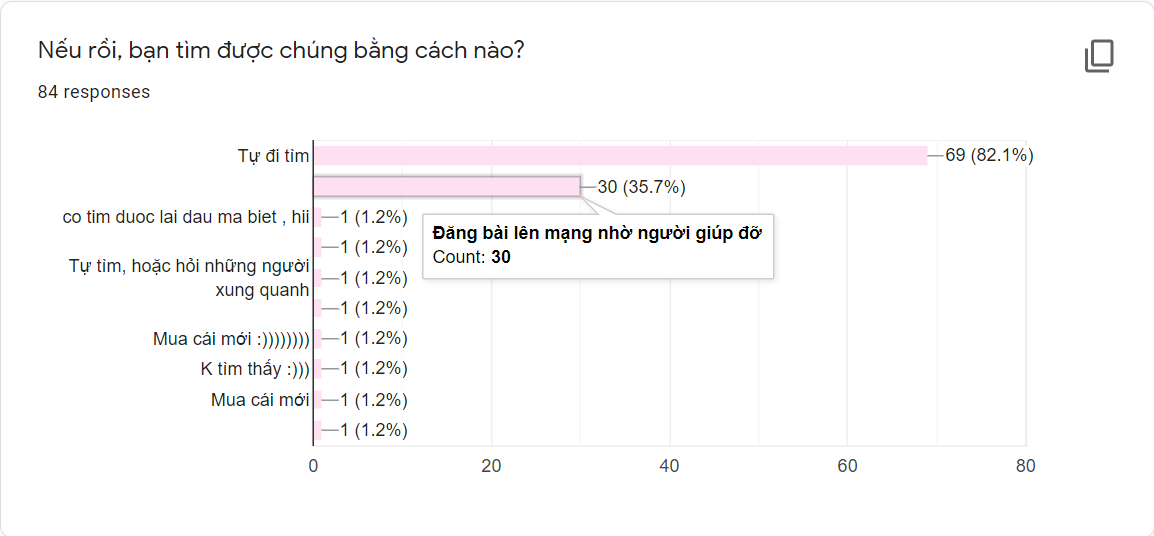 Nếu rồi, bạn tìm được chúng bằng cách nào?
84 responses
Tự đi tìm
69 (82.1%)
30 (35.7%)
Đăng bài lên mạng nhờ người giúp đỡ
Count: 30
co tim duoc lai dau ma biet , hii
1 (1.2%)
1 (1.2%)
Tự tìm, hoặc hỏi những người
xung quanh
1 (1.2%)
1 (1.2%)
Mua cái mới :))))))))
1 (1.2%)
K tìm thấy :)))
1 (1.2%)
Mua cái mới
1 (1.2%)
1 (1.2%)
0
20
40
60
80